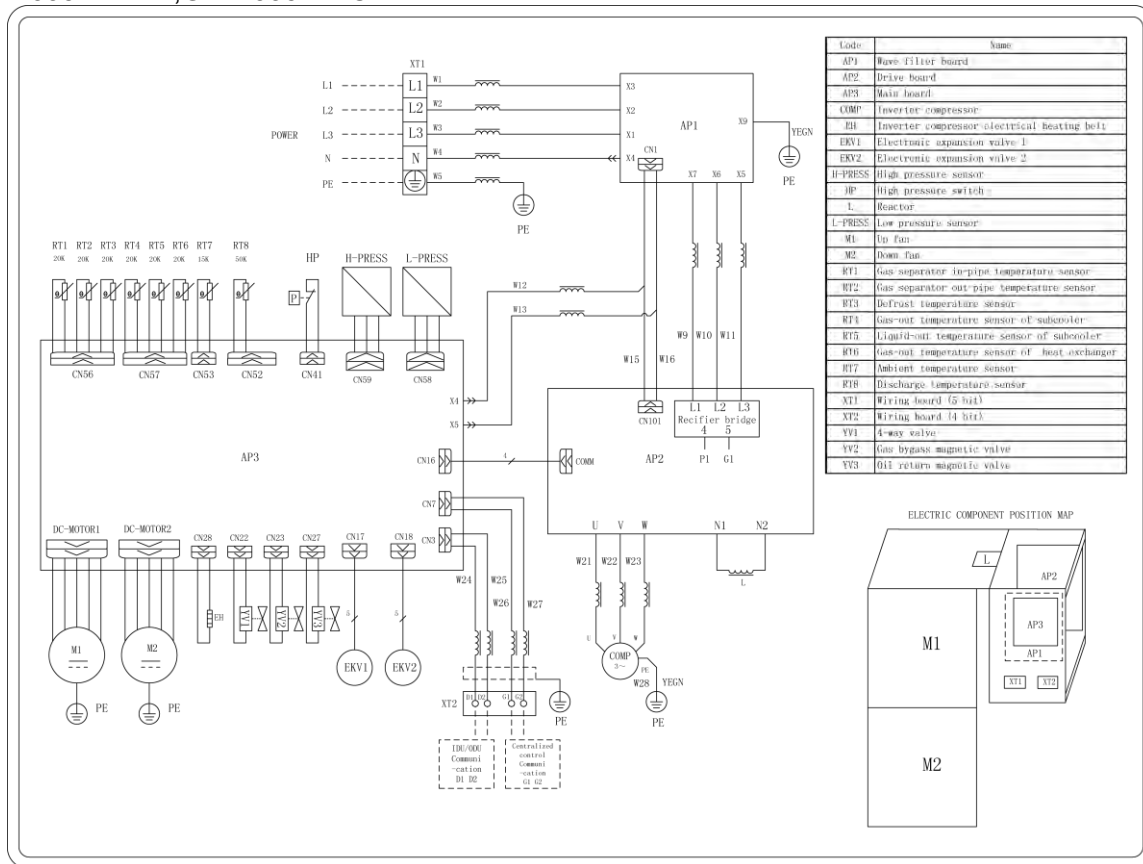 XT1
L1 L1 W1 X3
L2 L2 W2 X2
POWER L3 L3 W3 X1 AP1 X9 YEGN
N N W4 X4 CN1
PE W5 X7 X6 X5 PE
PE
RT1 RT2 RT3 RT4 RT5 RT6 RT7 RT8 HP H-PRESS L-PRESS
20K 20K 20K 20K 20K 20K 15K 50K
θ θ θ θ θ θ θ θ P
W12
W13
W9 W10 W11
W15 W16
CN56 CN57 CN53 CN52 CN41 CN59 CN58
X4
X5
CN101
L1 L2 L3
Rectifier bridge
4 5
P1 G1
AP3 CN16 4 COMM AP2
CN7
CN3
DC-MOTOR1 DC-MOTOR2 CN28 CN22 CN23 CN27 CN17 CN18
U V W N1 N2
W21 W22 W23 L
W24 W25
W26 W27
EH YV1 YV2 YV3 5 5
M1 M2 EKV1 EKV2
U V W
COMP
3~
PE
W28 YEGN
PE PE PE PE
XT2 D1 D2 G1 G2
IDU/ODU
Communi
-cation
D1 D2
Centralized
control
Communi
-cation
G1 G2
Code Name
AP1 Wave filter board
AP2 Drive board
AP3 Main board
COMP Inverter compressor
EH Inverter compressor electrical heating belt
EKV1 Electronic expansion valve 1
EKV2 Electronic expansion valve 2
H-PRESS High pressure sensor
HP High pressure switch
L Reactor
L-PRESS Low pressure sensor
M1 Up fan
M2 Down fan
RT1 Gas separator in-pipe temperature sensor
RT2 Gas separator out-pipe temperature sensor
RT3 Defrost temperature sensor
RT4 Gas-out temperature sensor of subcooler
RT5 Liquid-out temperature sensor of subcooler
RT6 Gas-out temperature sensor of heat exchanger
RT7 Ambient temperature sensor
RT8 Discharge temperature sensor
XT1 Wiring board (5 bit)
XT2 Wiring board (4 bit)
YV1 4-way valve
YV2 Gas bypass magnetic valve
YV3 Oil return magnetic valve
ELECTRIC COMPONENT POSITION MAP
L
AP2
AP3
AP1
XT1 XT2
M1
M2